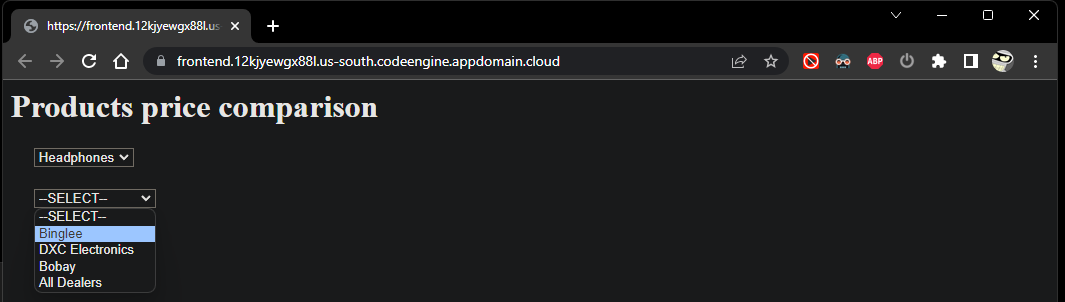 https://frontend.12kjyewgx88l.us-
frontend.12kjyewgx88l.us-south.codeengine.appdomain.cloud
ABP
Products price comparison
Headphones
--SELECT--
--SELECT--
Binglee
DXC Electronics
Bobay
All Dealers